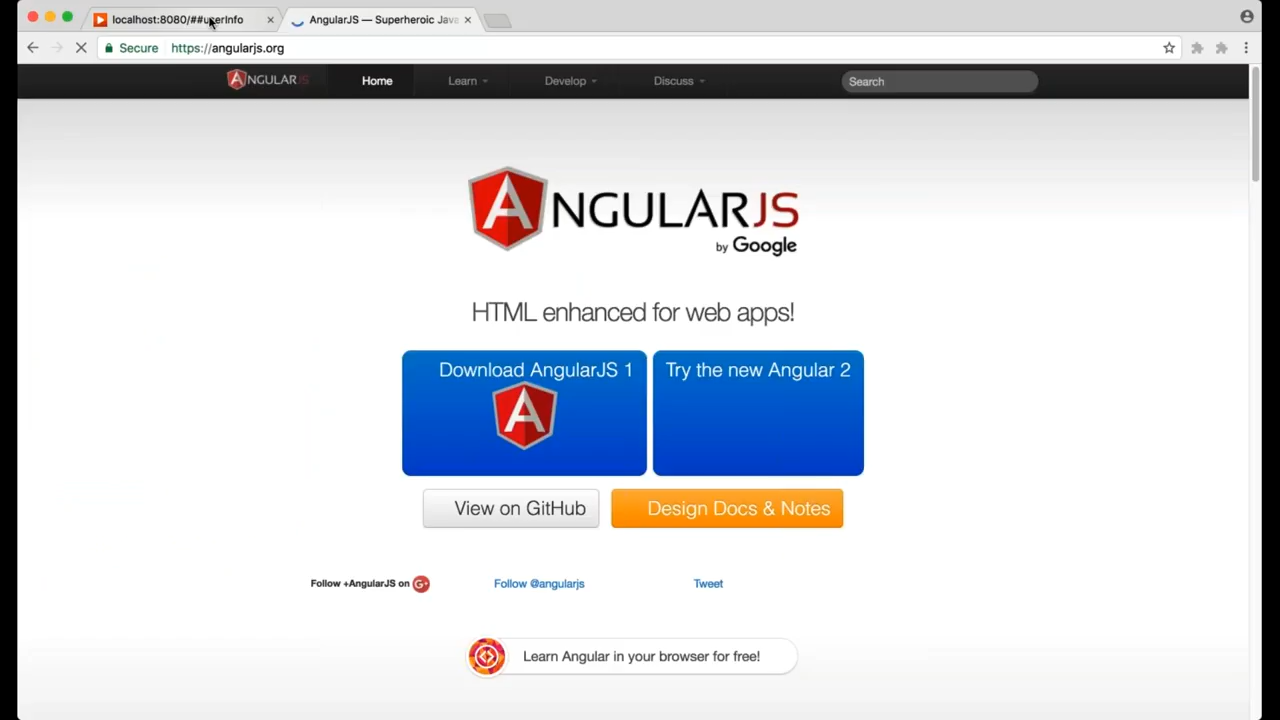 localhost:8080/##userInfo
AngularJS — Superheroic Java
Secure https://angularjs.org
ANGULARJS Home Learn Develop Discuss Search
ANGULARJS
by Google
HTML enhanced for web apps!
Download AngularJS 1
Try the new Angular 2
View on GitHub
Design Docs & Notes
Follow +AngularJS on G+
Follow @angularjs
Tweet
Learn Angular in your browser for free!